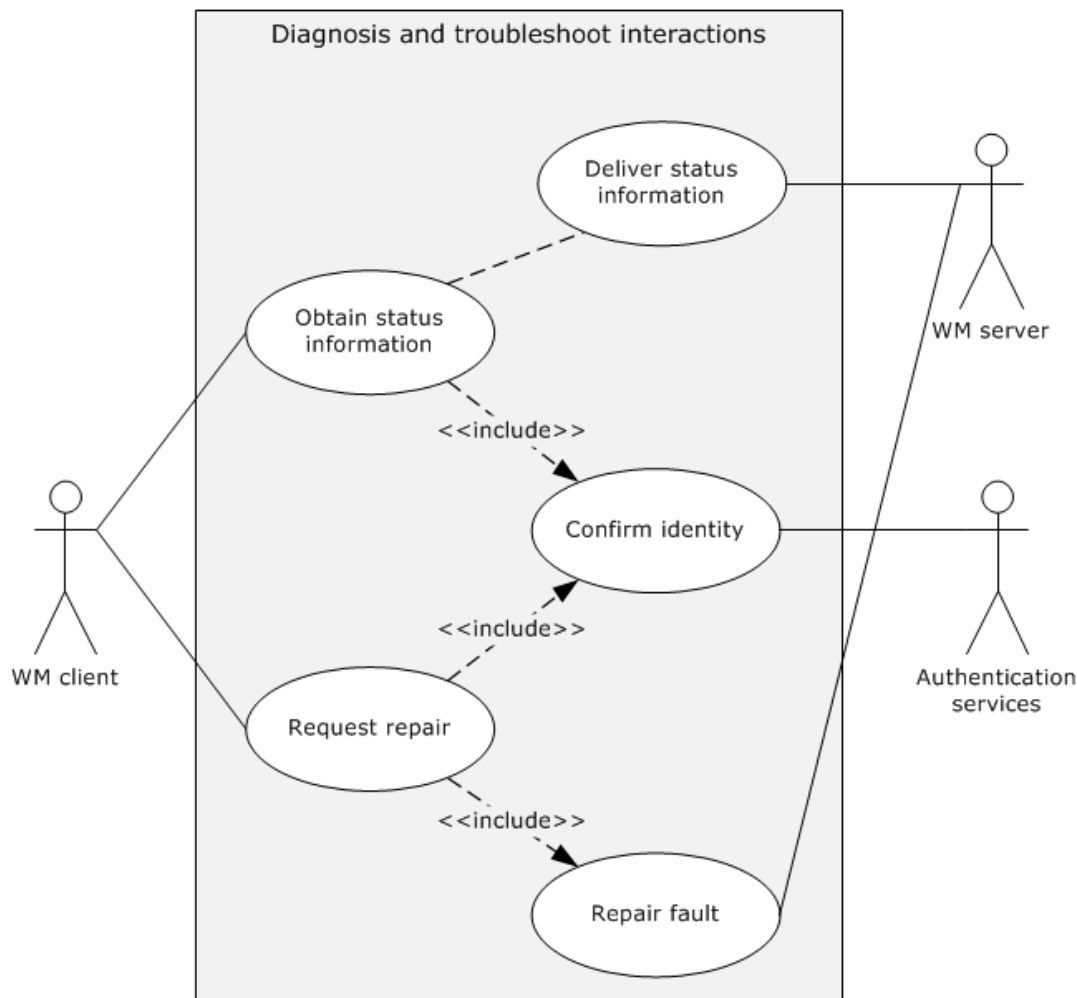 Diagnosis and troubleshoot interactions
Deliver status
information
WM server
Obtain status
information
<<include>>
Confirm identity
WM client
Authentication
services
<<include>>
Request repair
<<include>>
Repair fault